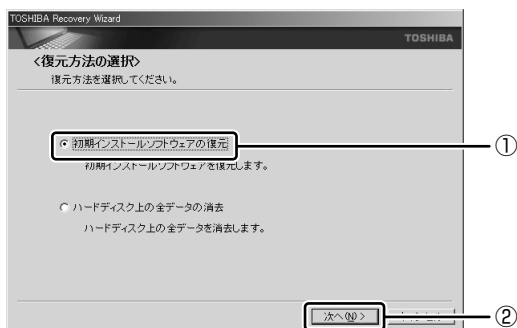 TOSHIBA Recovery Wizard
TOSHIBA
<復元方法の選択>
復元方法を選択してください。
初期インストールソフトウェアの復元
①
初期インストールソフトウェアを復元します。
ハードディスク上の全データの消去
ハードディスク上の全データを消去します。
次へ(N) >
②